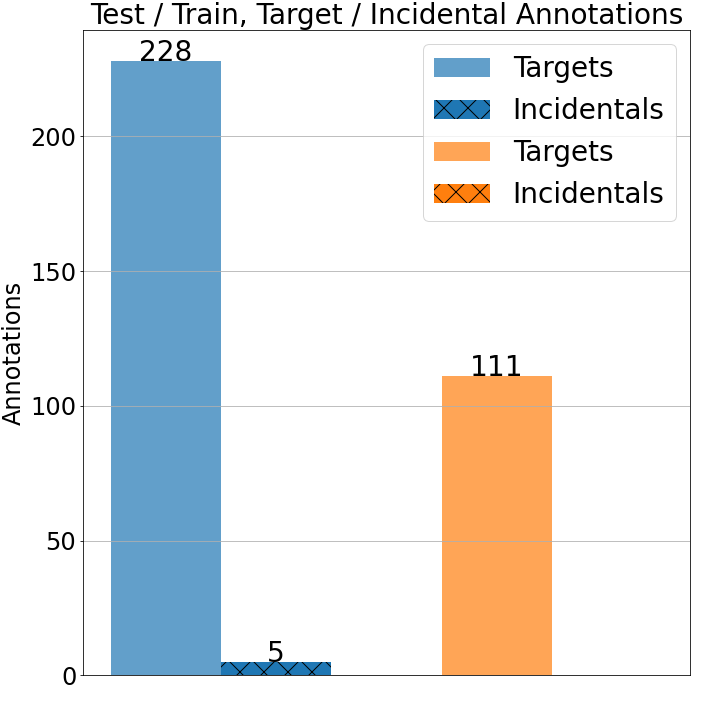 Test / Train, Target / Incidental Annotations
228
Targets
Incidentals
Targets
Incidentals
200
150
Annotations
111
100
50
5
0